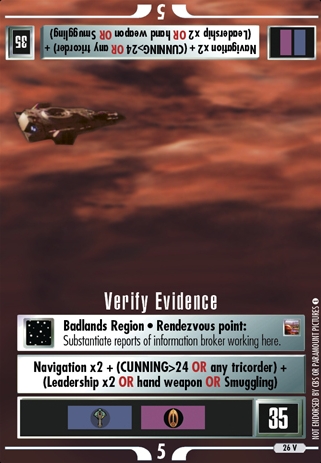 5
35
Navigation x2 + (CUNNING>24 OR any tricorder) +
(Leadership x2 OR hand weapon OR Smuggling)
Verify Evidence
Badlands Region • Rendezvous point:
Substantiate reports of information broker working here.
Navigation x2 + (CUNNING>24 OR any tricorder) +
(Leadership x2 OR hand weapon OR Smuggling)
35
5
26 V
NOT ENDORSED BY CBS OR PARAMOUNT PICTURES